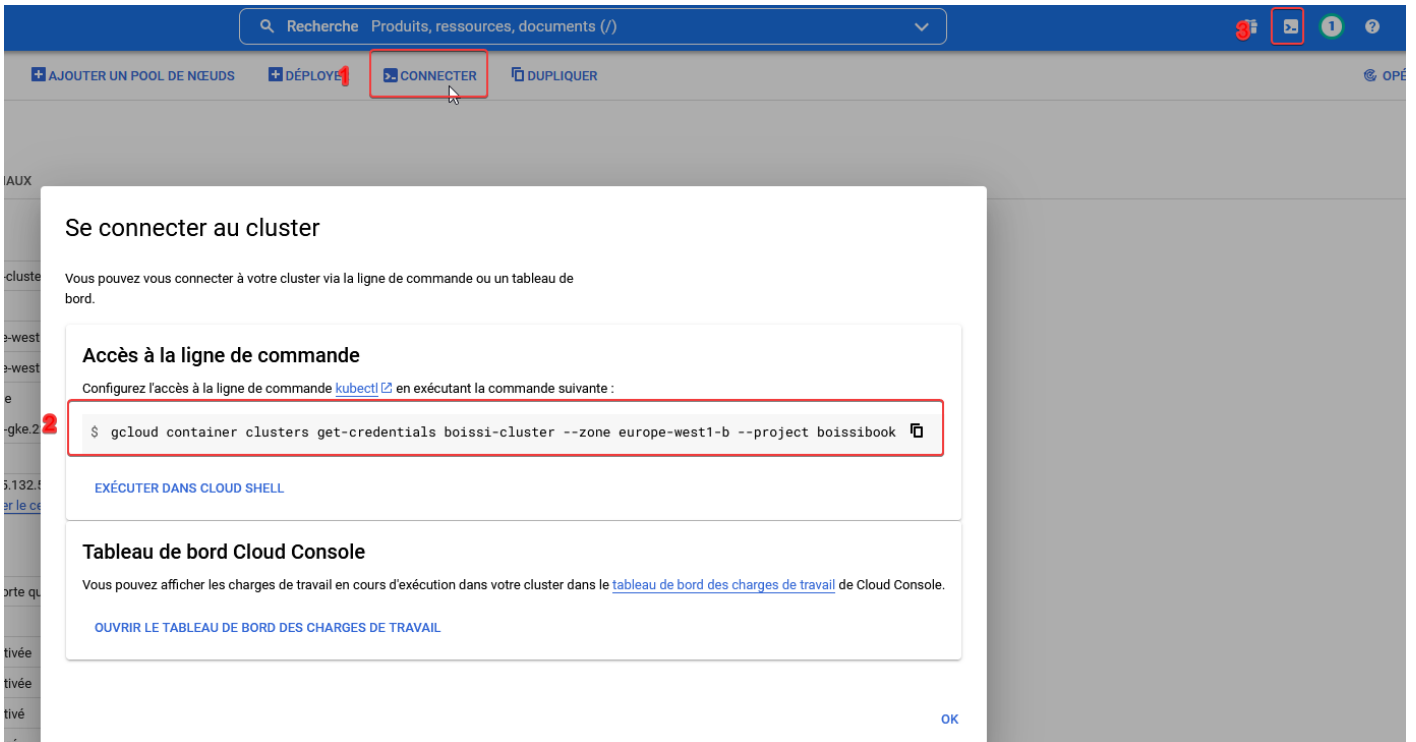 Recherche Produits, ressources, documents (/)
3
1
AJOUTER UN POOL DE NŒUDS DÉPLOYE 1 CONNECTER DUPLIQUER OPÉ
IAUX
Se connecter au cluster
-cluste
Vous pouvez vous connecter à votre cluster via la ligne de commande ou un tableau de
bord.
e-west
Accès à la ligne de commande
e-west
Configurez l'accès à la ligne de commande kubectl en exécutant la commande suivante :
e
-gke.2
2
$ gcloud container clusters get-credentials boissi-cluster --zone europe-west1-b --project boissibook
5.132.5
EXÉCUTER DANS CLOUD SHELL
er le ce
Tableau de bord Cloud Console
Vous pouvez afficher les charges de travail en cours d'exécution dans votre cluster dans le tableau de bord des charges de travail de Cloud Console.
orte qu
OUVRIR LE TABLEAU DE BORD DES CHARGES DE TRAVAIL
tivée
tivée
tivé
OK